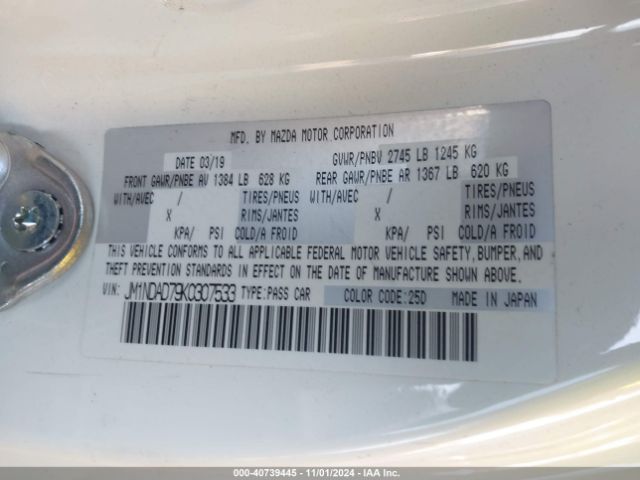 MFD. BY MAZDA MOTOR CORPORATION
DATE 03/19 GVWR/PNBV 2745 LB 1245 KG
FRONT GAWR/PNBE AV 1384 LB 628 KG REAR GAWR/PNBE AR 1367 LB 620 KG
WITH/AVEC / TIRES/PNEUS WITH/AVEC / TIRES/PNEUS
X RIMS/JANTES X RIMS/JANTES
KPA/ PSI COLD/A FROID KPA/ PSI COLD/A FROID
THIS VEHICLE CONFORMS TO ALL APPLICABLE FEDERAL MOTOR VEHICLE SAFETY, BUMPER, AND
THEFT PREVENTION STANDARDS IN EFFECT ON THE DATE OF MANUFACTURE SHOWN ABOVE.
VIN: JM1NDAD79K0307533 TYPE:PASS CAR COLOR CODE:25D MADE IN JAPAN
000-40739445 - 11/01/2024 - IAA Inc.